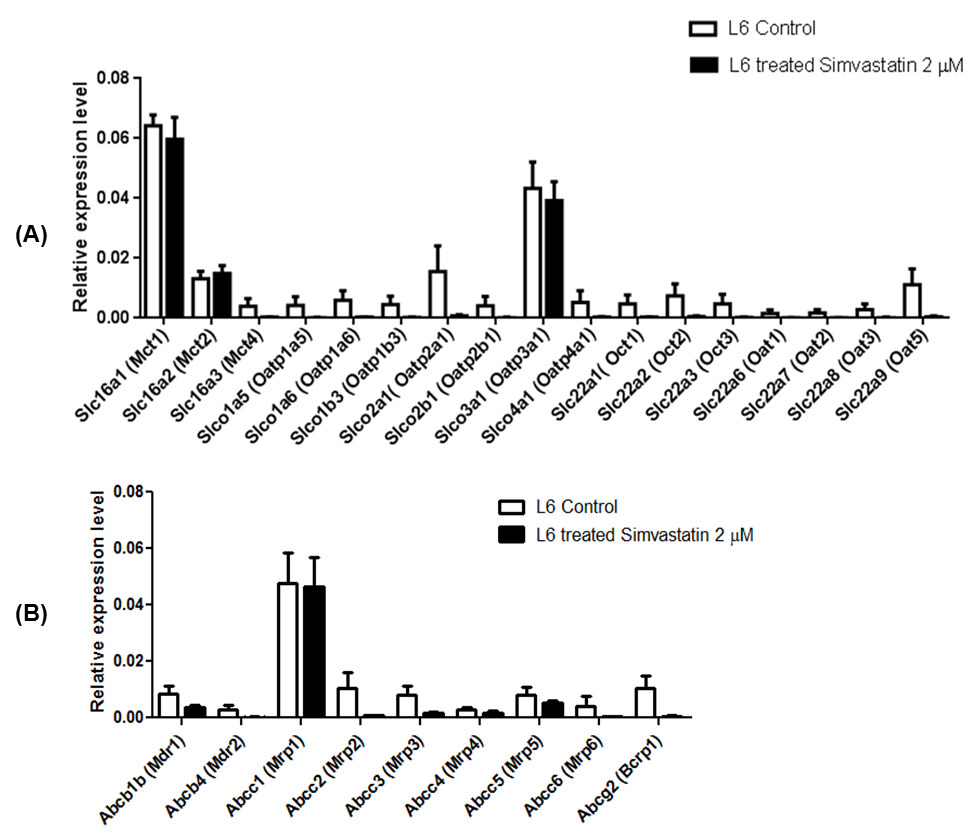 L6 Control
L6 treated Simvastatin 2 μM
(A)
Relative expression level
0.08
0.06
0.04
0.02
0.00
Slc16a1 (Mct1)
Slc16a2 (Mct2)
Slc16a3 (Mct4)
Slco1a5 (Oatp1a5)
Slco1a6 (Oatp1a6)
Slco1b3 (Oatp1b3)
Slco2a1( Oatp2a1)
Slco2b1 (Oatp2b1)
Slco3a1 (Oatp3a1)
Slco4a1 (Oatp4a1)
Slc22a1( Oct1)
Slc22a2 (Oct2)
Slc22a3 (Oct3)
Slc22a6 (Oat1)
Slc22a7 (Oat2)
Slc22a8 (Oat3)
Slc22a9 (Oat5)
(B)
Relative expression level
0.08
0.06
0.04
0.02
0.00
L6 Control
L6 treated Simvastatin 2 μM
Abcb1b (Mdr1)
Abcb4 (Mdr2)
Abcc1 (Mrp1)
Abcc2 (Mrp2)
Abcc3 (Mrp3)
Abcc4 (Mrp4)
Abcc5 (Mrp5)
Abcc6 (Mrp6)
Abcg2 (Bcrp1)